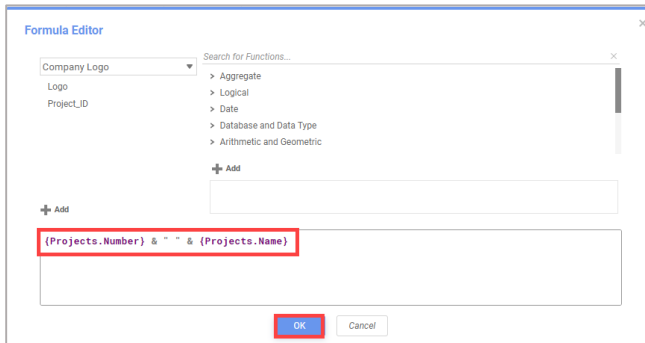 Formula Editor
Company Logo
Logo
Project_ID
Search for Functions...
> Aggregate
> Logical
> Date
> Database and Data Type
> Arithmetic and Geometric
Add
Add
{Projects.Number} & " " & {Projects.Name}
OK
Cancel